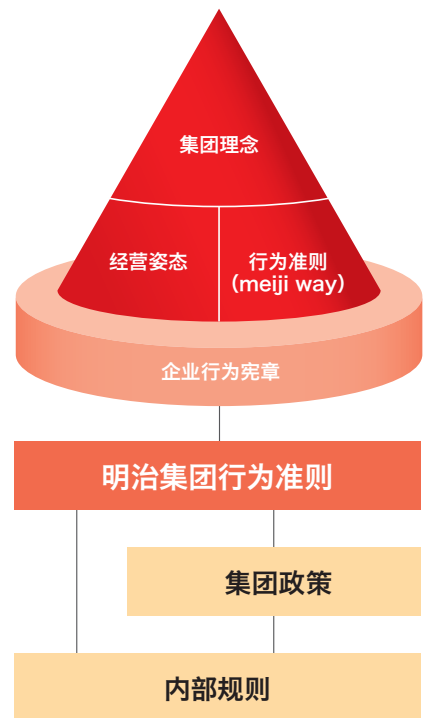 集团理念
经营姿态
行为准则
（meiji way）
企业行为宪章
明治集团行为准则
集团政策
内部规则